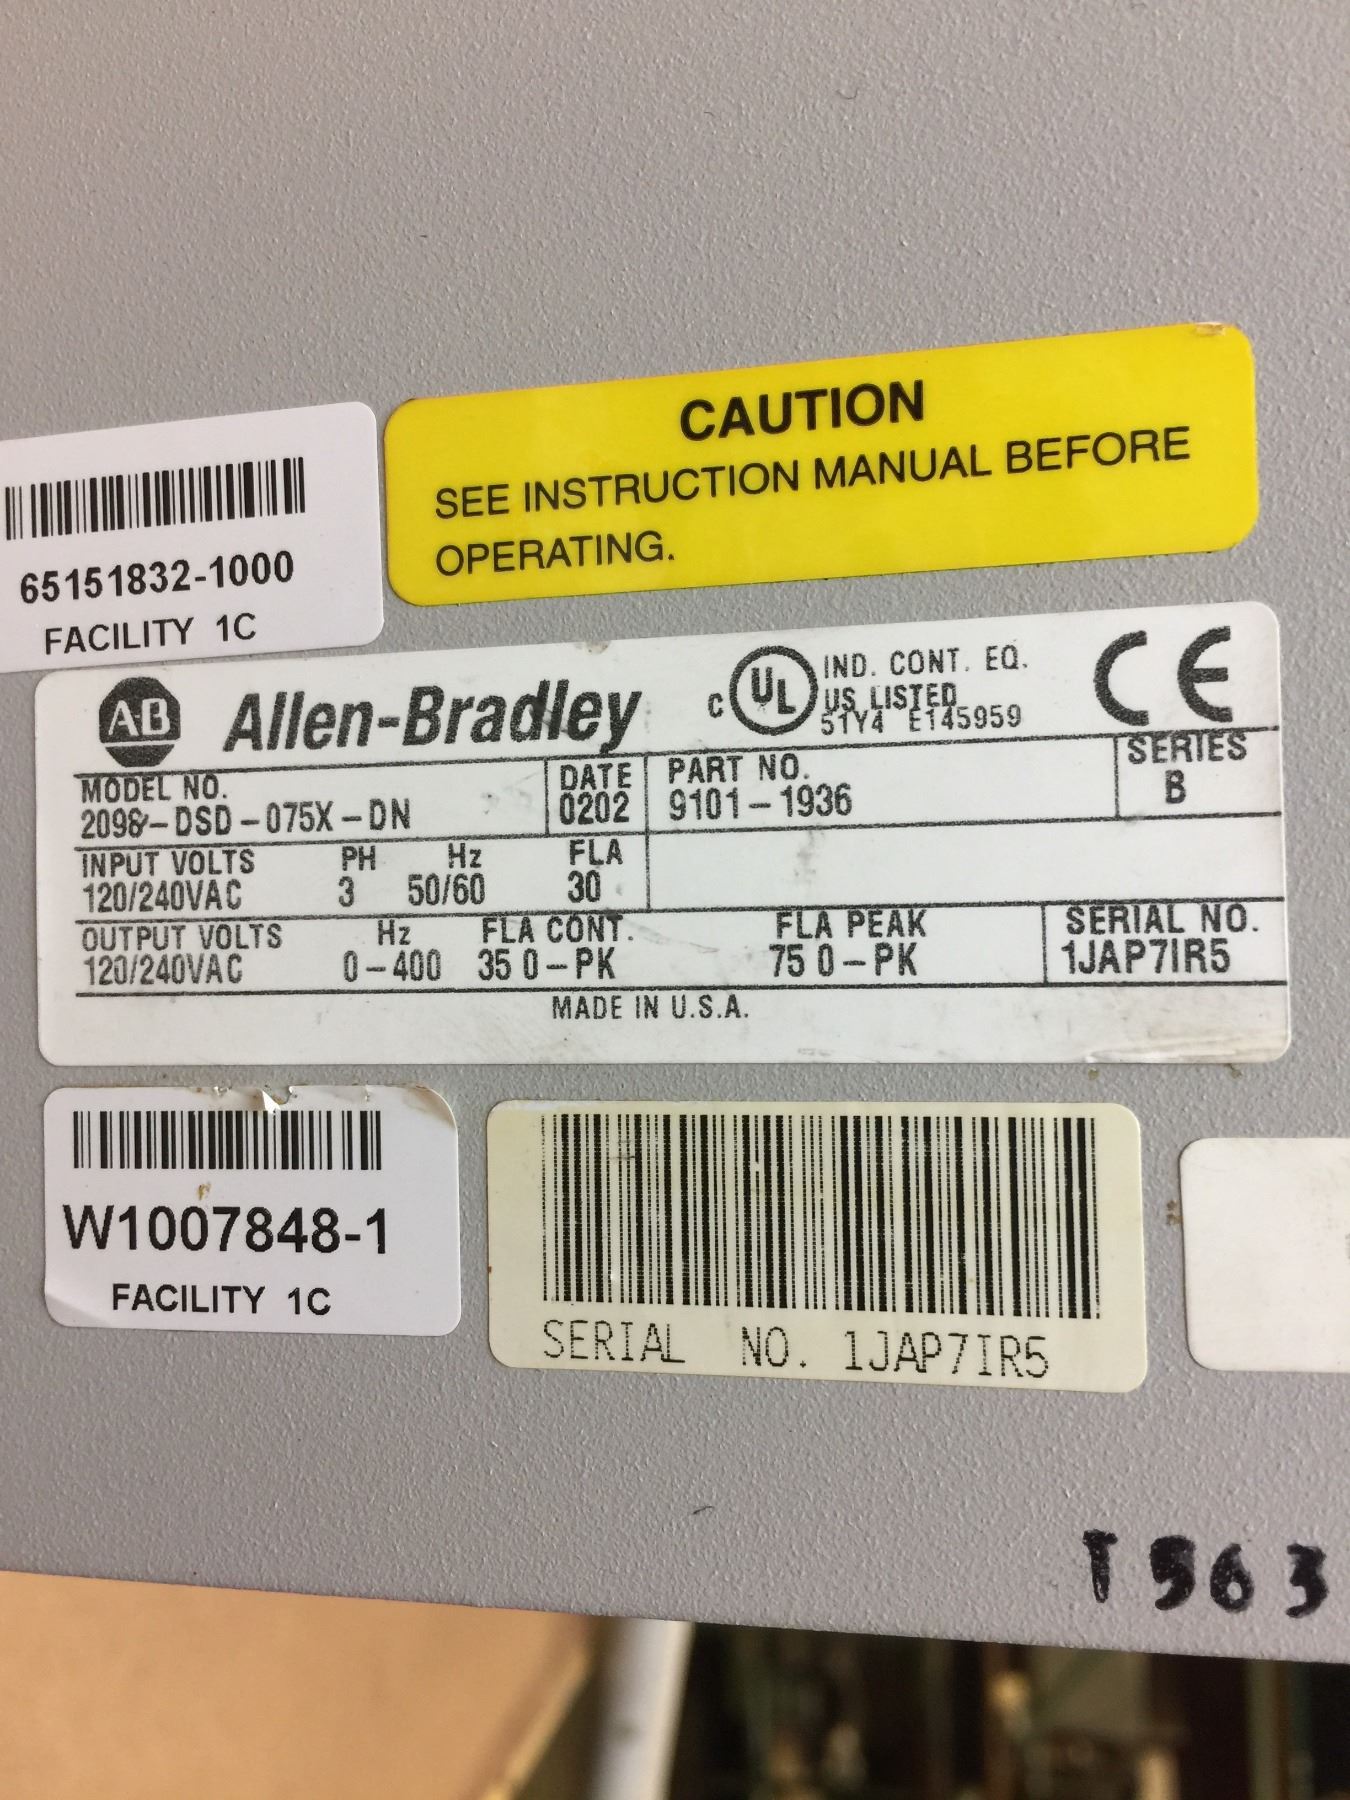 CAUTION
SEE INSTRUCTION MANUAL BEFORE
OPERATING.
65151832-1000
FACILITY 1C
AB Allen-Bradley
C UL IND. CONT. EQ.
US LISTED
51Y4 E145959
CE
MODEL NO. DATE PART NO. SERIES
2098-DSD-075X-DN 0202 9101-1936 B
INPUT VOLTS PH Hz FLA
120/240VAC 3 50/60 30
OUTPUT VOLTS Hz FLA CONT. FLA PEAK SERIAL NO.
120/240VAC 0-400 35 0-PK 75 0-PK 1JAP7IR5
MADE IN U.S.A.
W1007848-1
FACILITY 1C
SERIAL NO. 1JAP7IR5
T563